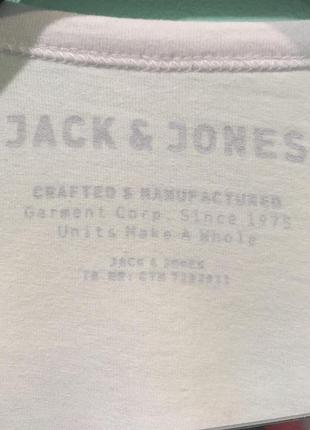 JACK & JONES
CRAFTED & MANUFACTURED
Garment Corp. Since 1975
Units Make A Whole
JACK & JONES